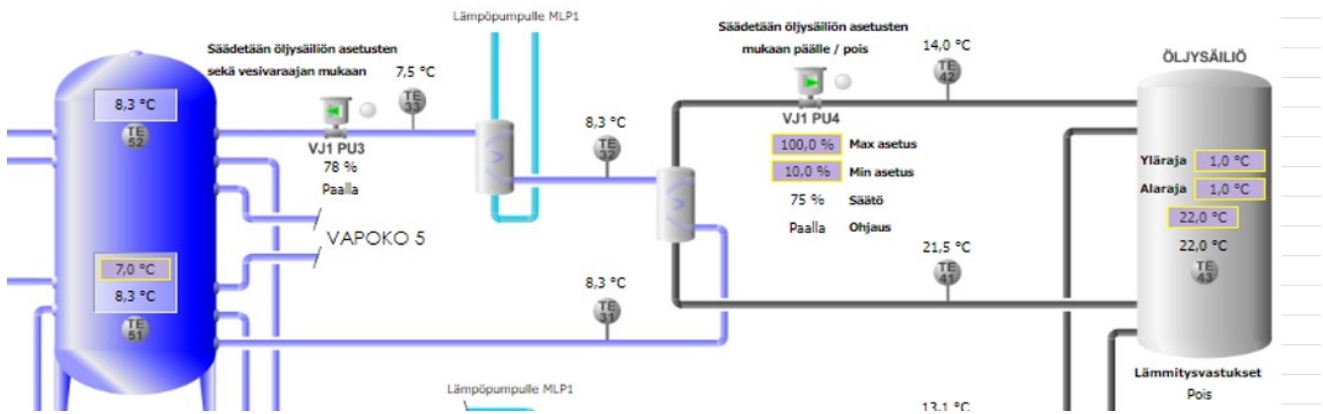 Lämpöpumpulle MLP1
Säädetään öljysäiliön asetusten
sekä vesivaraajan mukaan
7,5 °C
TE
33
VJ1 PU3
78 %
Paalla
8,3 °C
TE
52
7,0 °C
8,3 °C
TE
51
VAPOKO 5
8,3 °C
TE
32
8,3 °C
TE
31
Säädetään öljysäiliön asetusten
mukaan päälle / pois
VJ1 PU4
100,0 % Max asetus
10,0 % Min asetus
75 % Säätö
Paalla Ohjaus
14,0 °C
TE
42
21,5 °C
TE
41
ÖLJYSÄILIÖ
Yläraja 1,0 °C
Alaraja 1,0 °C
22,0 °C
22,0 °C
TE
43
Lämmitysvastukset
Pois
Lämpöpumpulle MLP1
13,1 °C